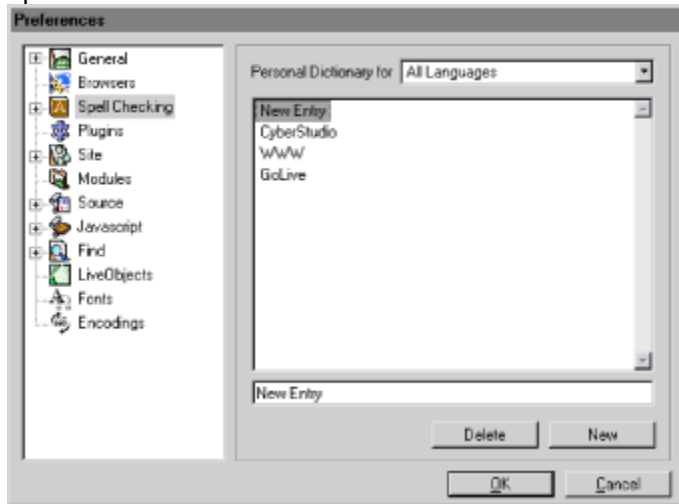 Preferences
General
Browsers
Spell Checking
Plugins
Site
Modules
Source
Javascript
Find
LiveObjects
Fonts
Encodings
Personal Dictionary for All Languages
New Entry
CyberStudio
WWW
GoLive
New Entry
Delete New
OK Cancel